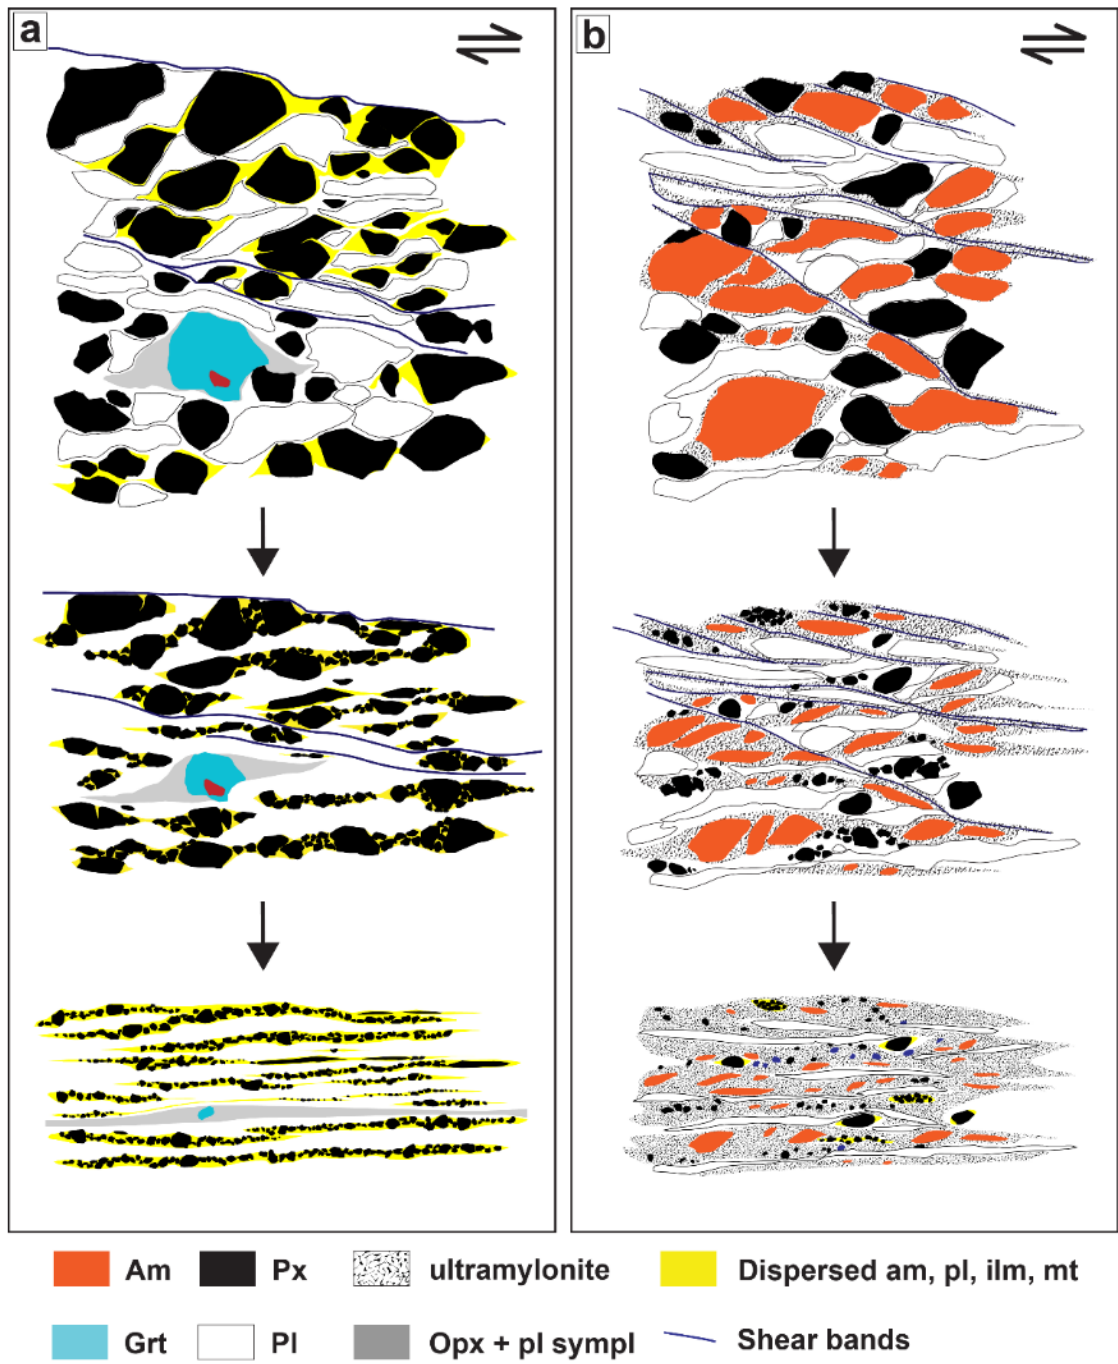 a
b
Am
Px
ultramylonite
Dispersed am, pl, ilm, mt
Grt
Pl
Opx + pl sympl
Shear bands